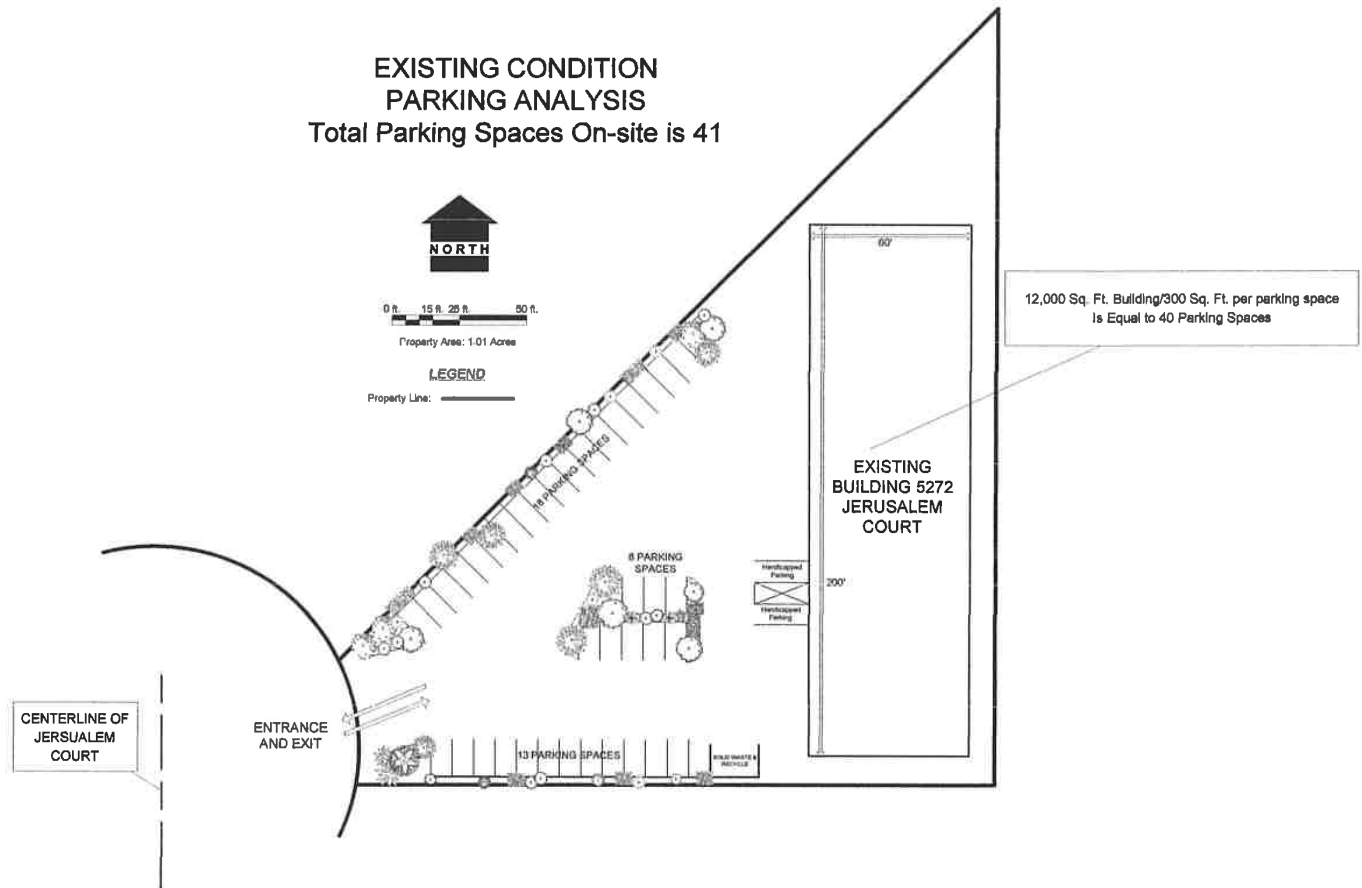 EXISTING CONDITION
PARKING ANALYSIS
Total Parking Spaces On-site is 41
NORTH
0 ft. 15 ft. 25 ft. 50 ft.
Property Area: 1.01 Acres
LEGEND
Property Line:
60'
12,000 Sq. Ft. Building/300 Sq. Ft. per parking space
Is Equal to 40 Parking Spaces
18 PARKING SPACES
EXISTING
BUILDING 5272
JERUSALEM
COURT
8 PARKING
SPACES
Handicapped
Parking
200'
Handicapped
Parking
CENTERLINE OF
JERSUALEM
COURT
ENTRANCE
AND EXIT
13 PARKING SPACES
SOLID WASTE &
RECYCLE